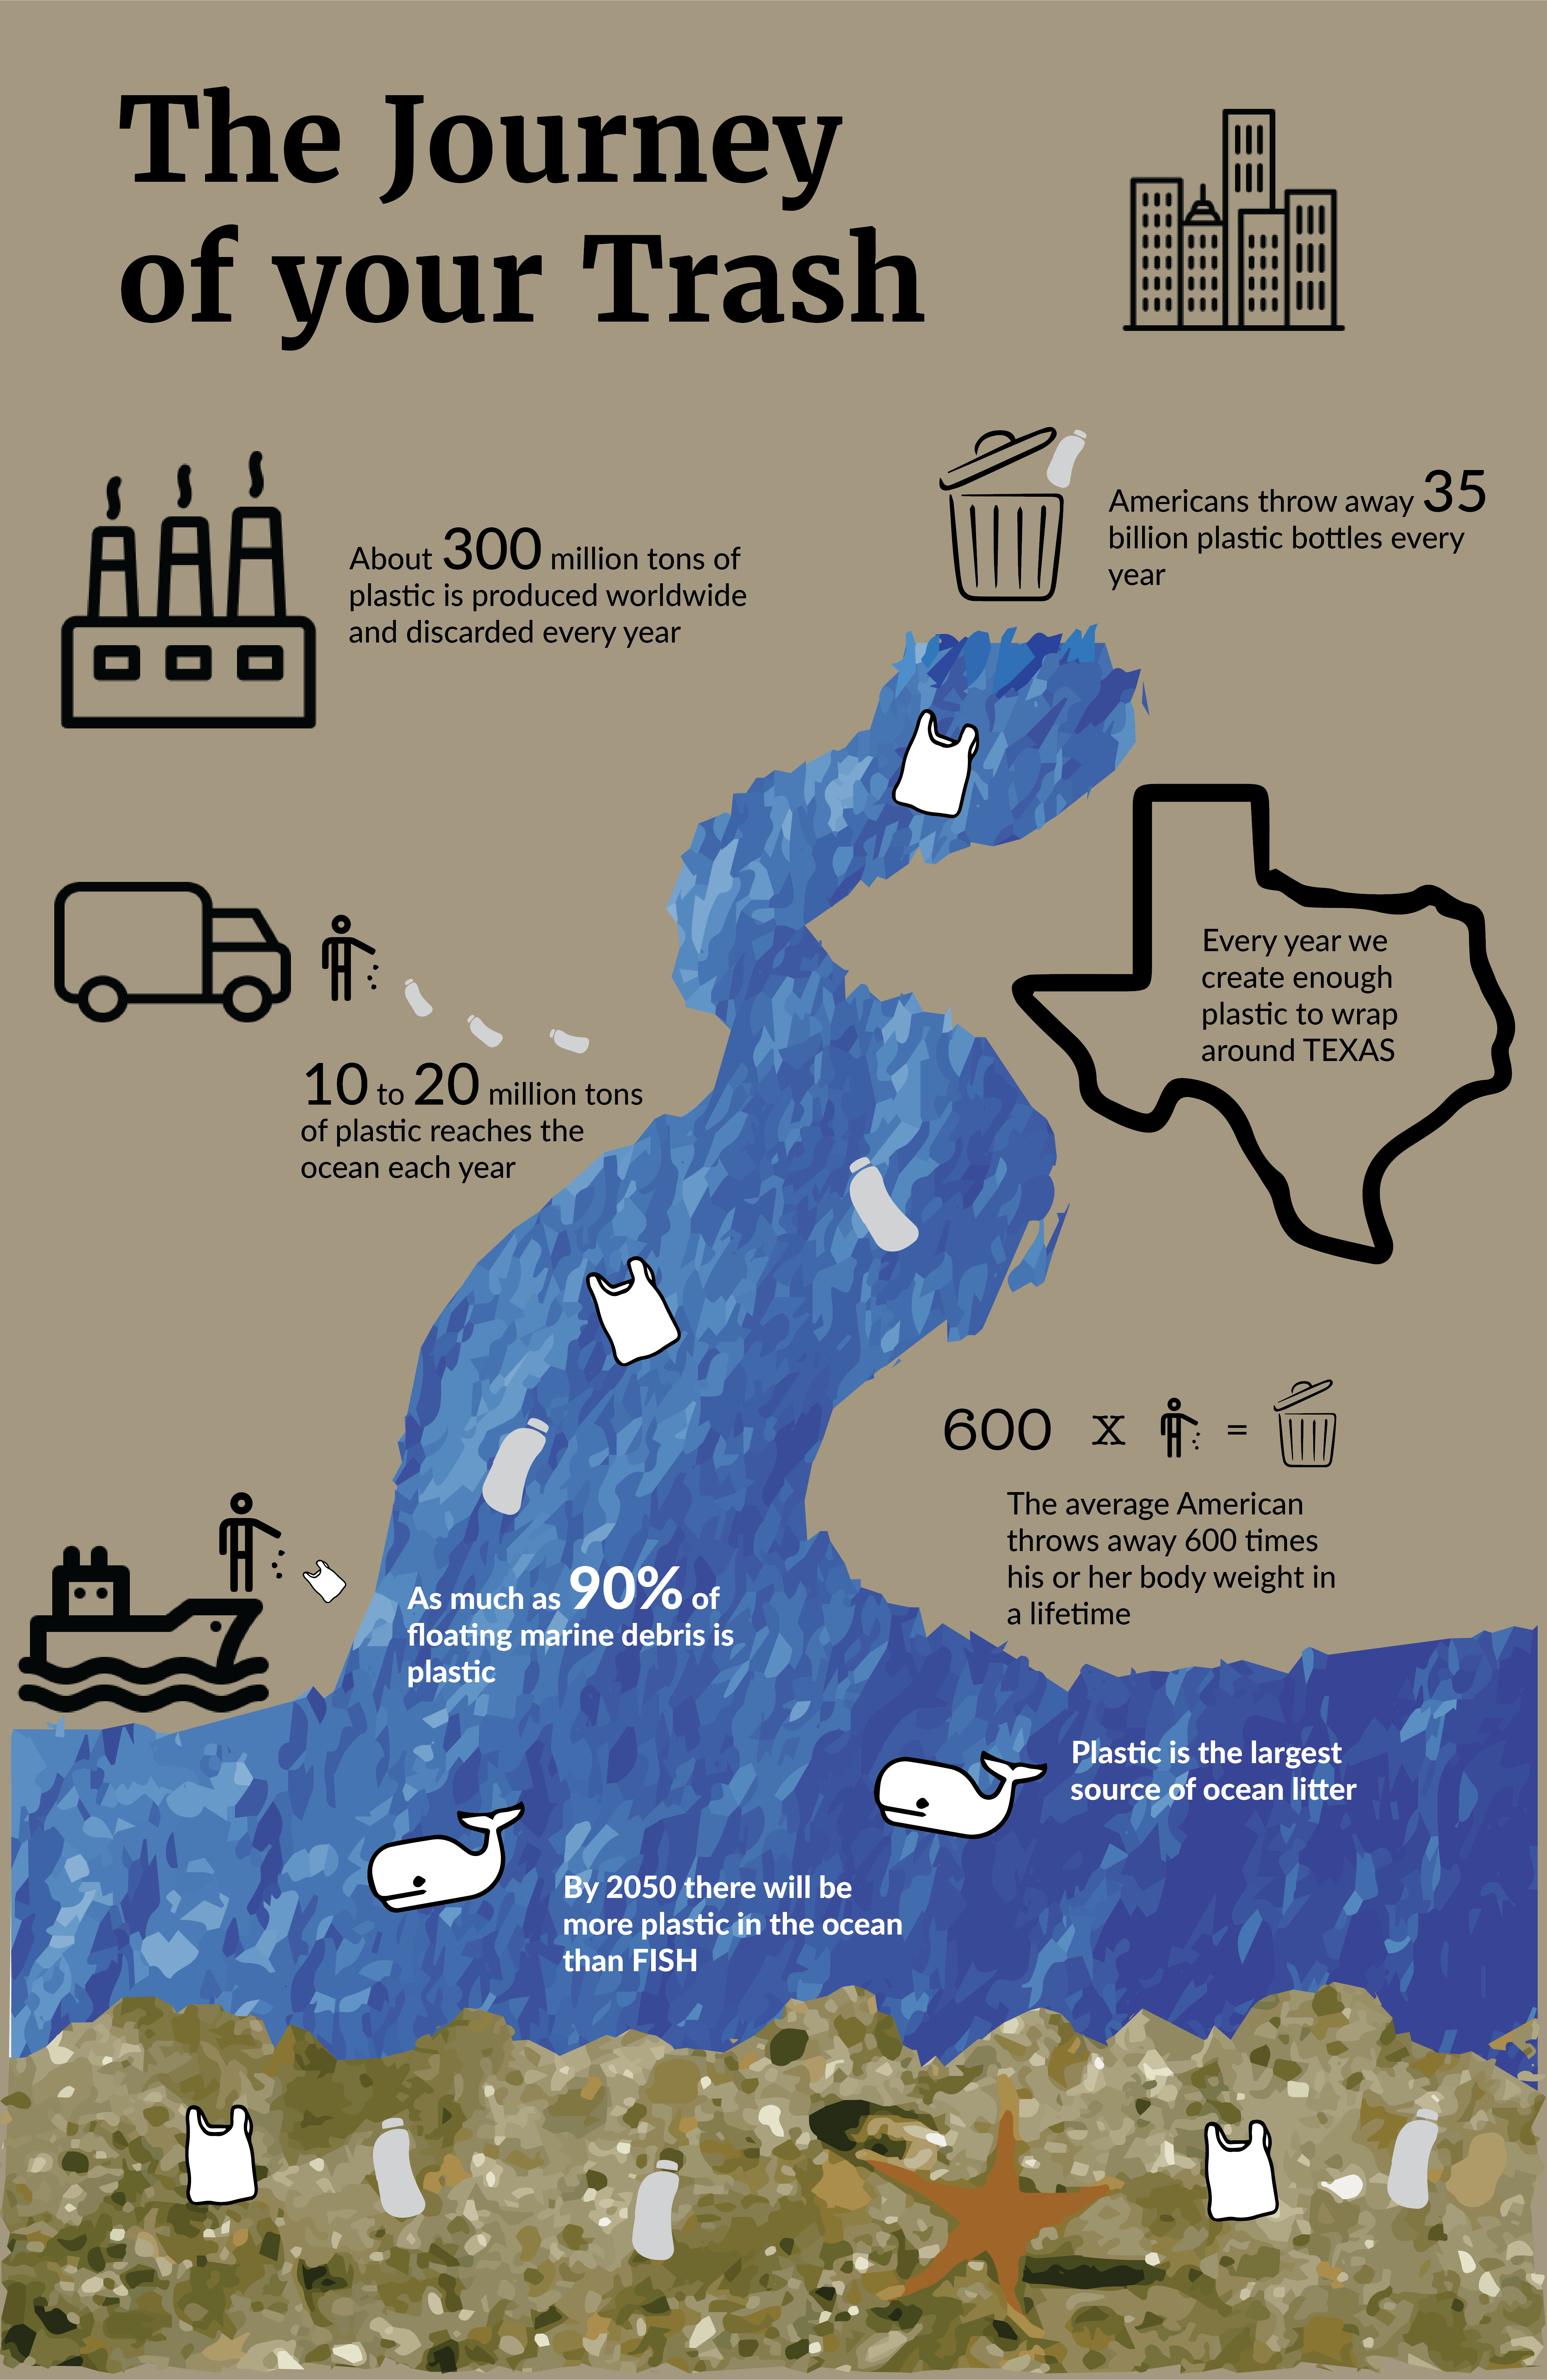 The Journey
of your Trash
About 300 million tons of
plastic is produced worldwide
and discarded every year
Americans throw away 35
billion plastic bottles every
year
Every year we
create enough
plastic to wrap
around TEXAS
10 to 20 million tons
of plastic reaches the
ocean each year
600 x =
The average American
throws away 600 times
his or her body weight in
a lifetime
As much as 90% of
floating marine debris is
plastic
Plastic is the largest
source of ocean litter
By 2050 there will be
more plastic in the ocean
than FISH